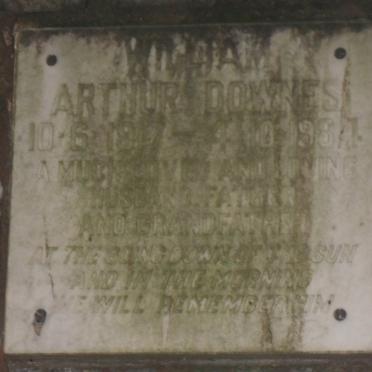 WILLIAM
ARTHUR DOWNES
A MUCH LOVED AND LOVING
HUSBAND FATHER
AND GRANDFATHER
AT THE GOING DOWN OF THE SUN
AND IN THE MORNING
WE WILL REMEMBER HIM